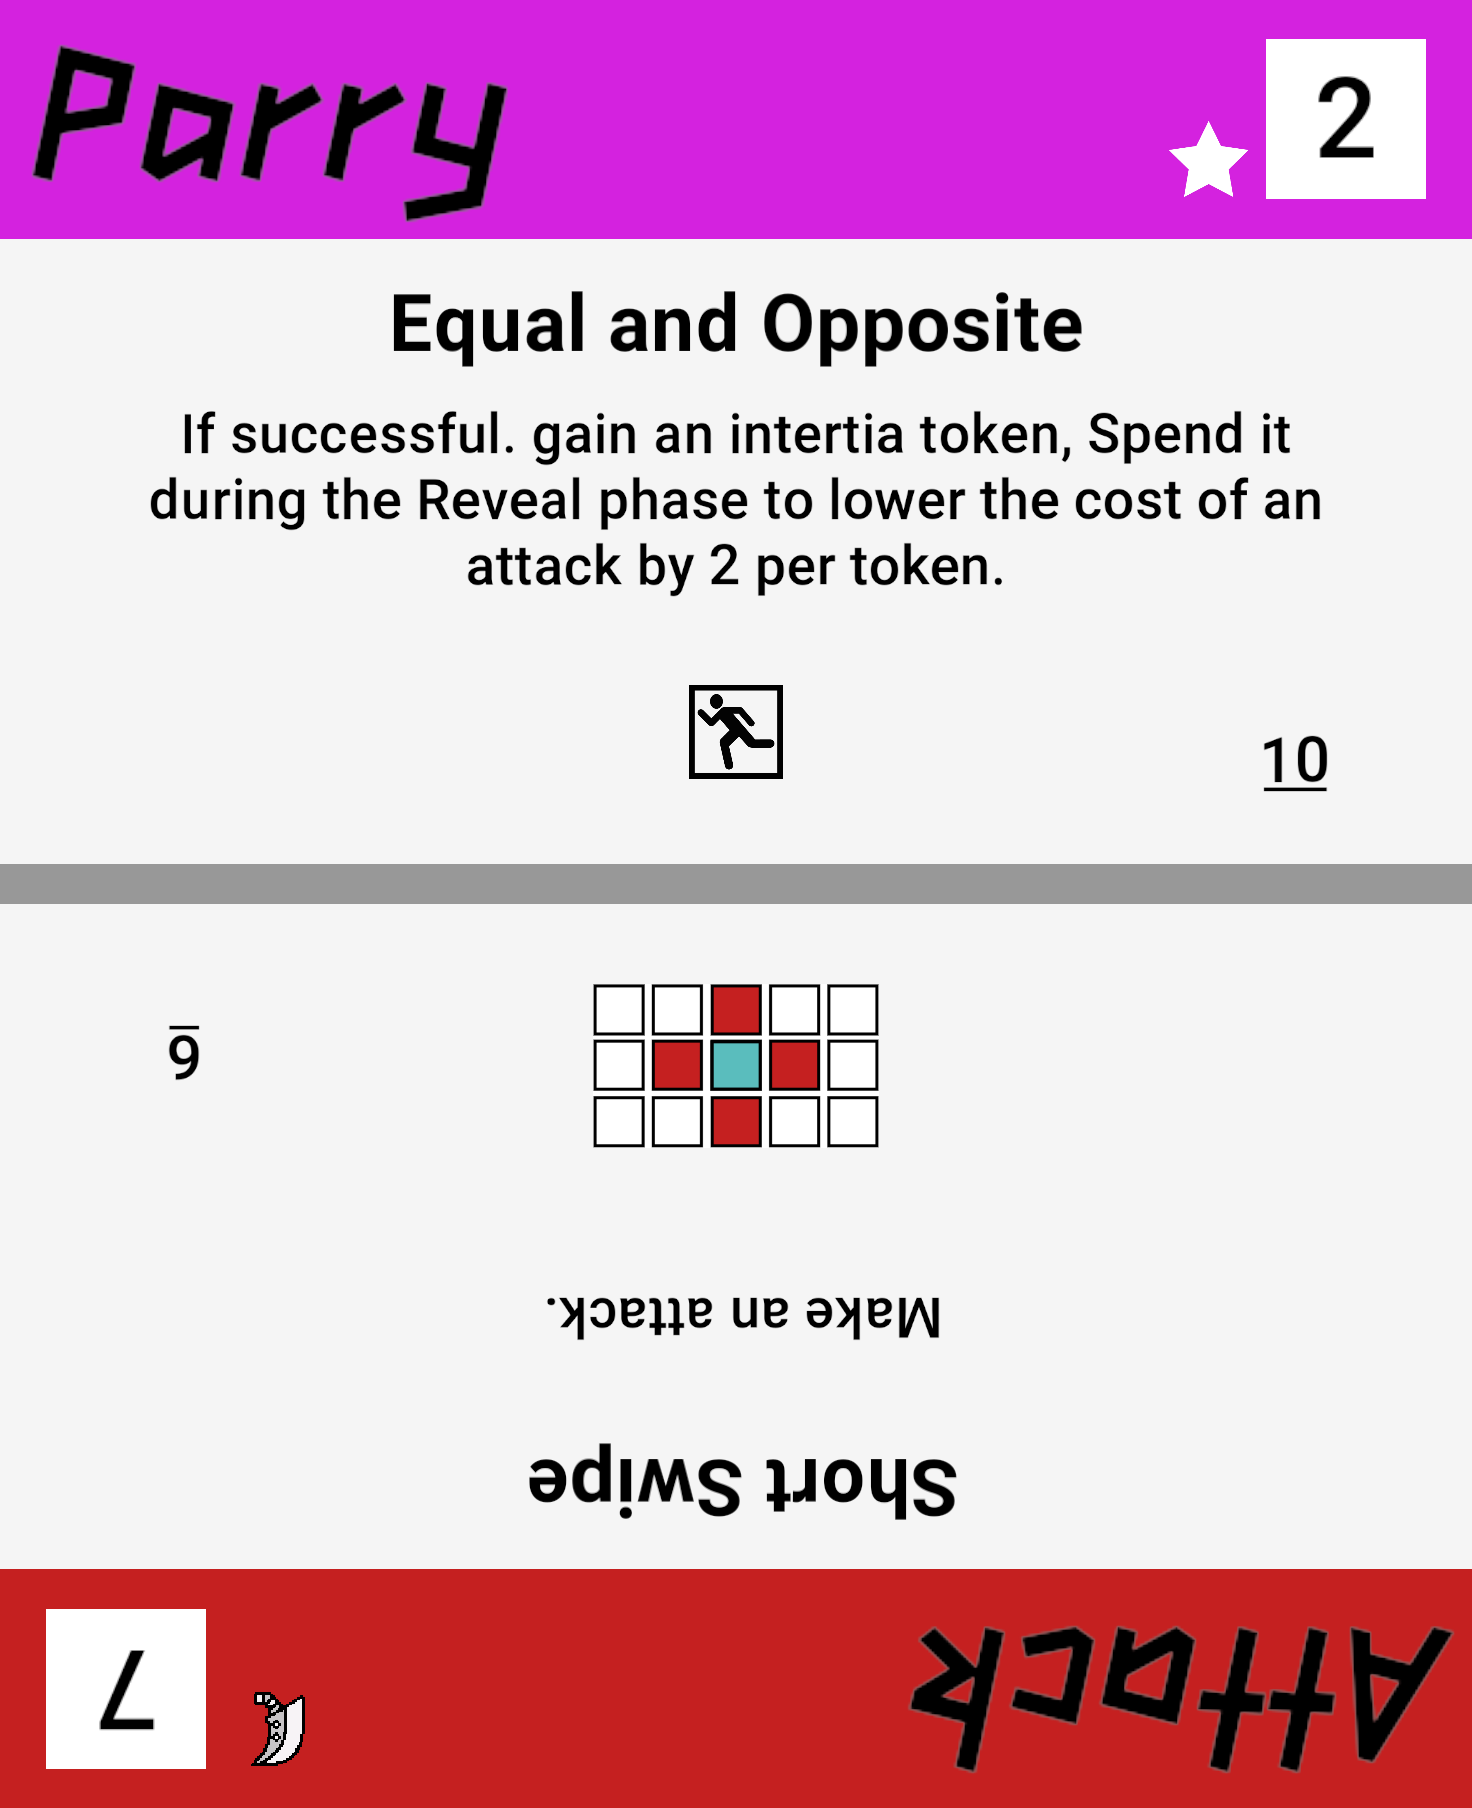 Parry
2
Equal and Opposite
If successful. gain an intertia token, Spend it
during the Reveal phase to lower the cost of an
attack by 2 per token.
10
Attack
7
Short Swipe
Make an attack.
6